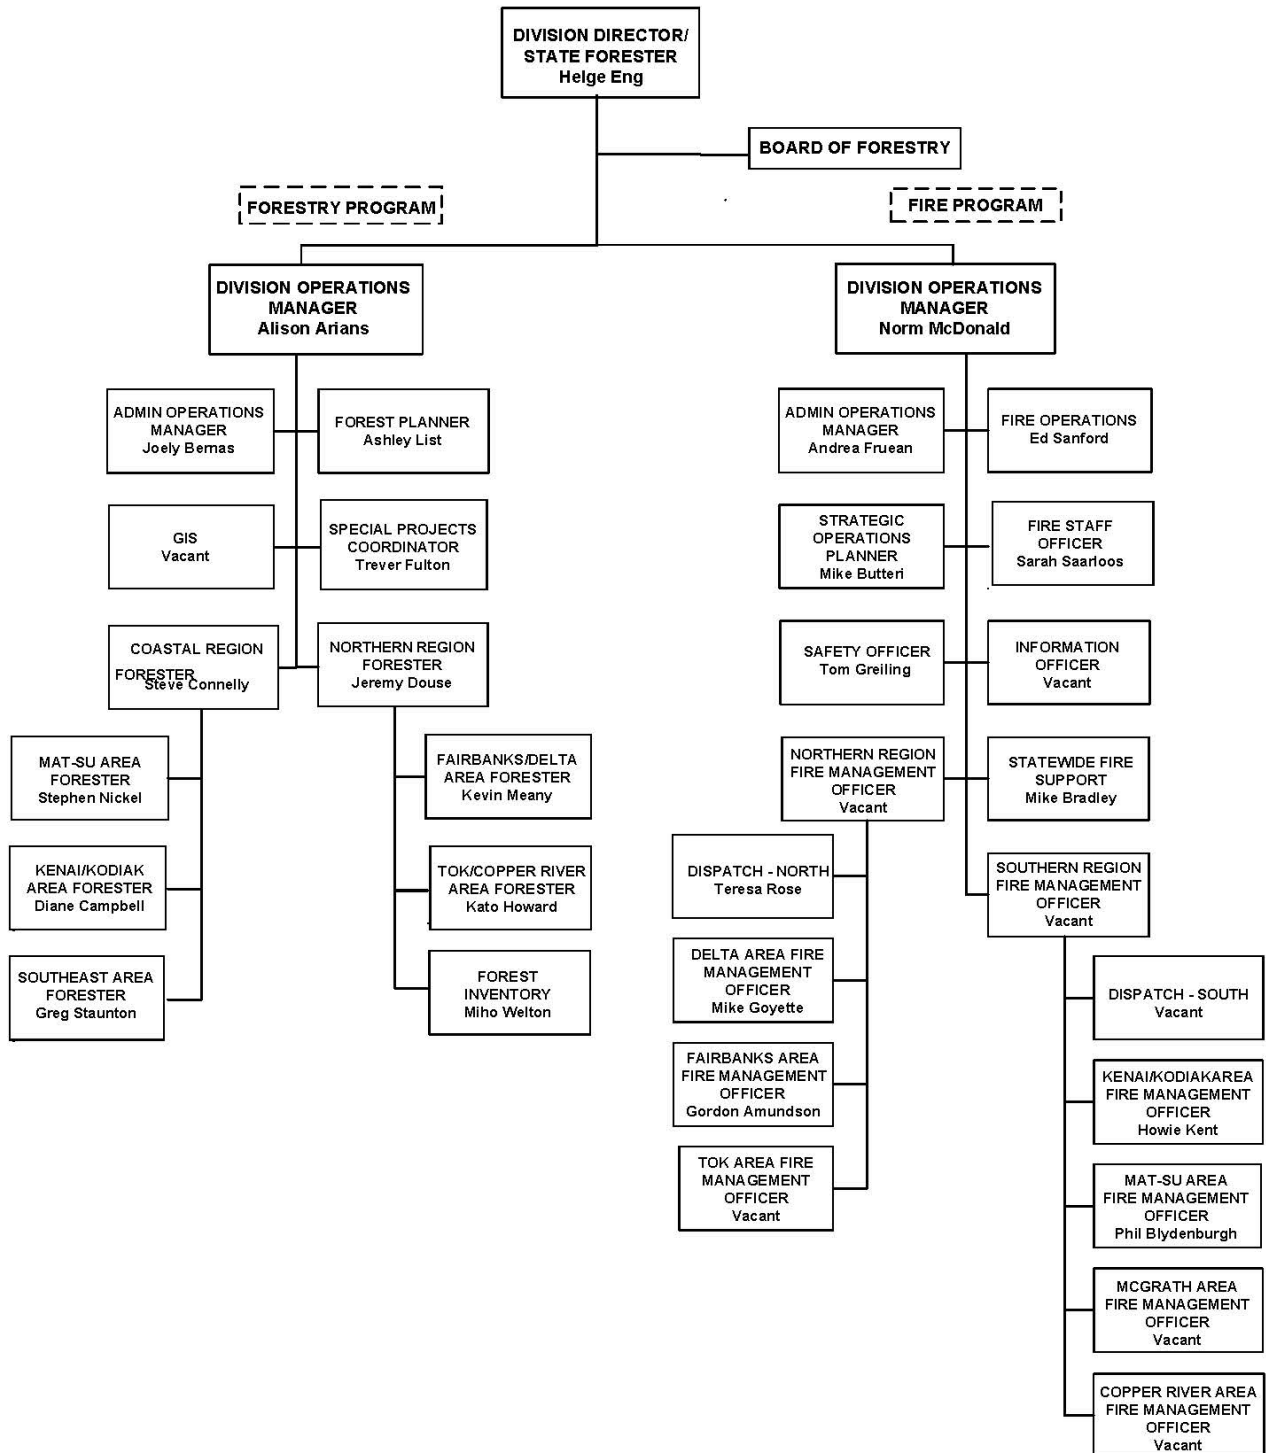 DIVISION DIRECTOR/
STATE FORESTER
Helge Eng
BOARD OF FORESTRY
FORESTRY PROGRAM
FIRE PROGRAM
DIVISION OPERATIONS
MANAGER
Alison Arians
DIVISION OPERATIONS
MANAGER
Norm McDonald
ADMIN OPERATIONS
MANAGER
Joely Bernas
FOREST PLANNER
Ashley List
GIS
Vacant
SPECIAL PROJECTS
COORDINATOR
Trever Fulton
COASTAL REGION
FORESTER
Steve Connelly
NORTHERN REGION
FORESTER
Jeremy Douse
MAT-SU AREA
FORESTER
Stephen Nickel
KENAI/KODIAK
AREA FORESTER
Diane Campbell
SOUTHEAST AREA
FORESTER
Greg Staunton
FAIRBANKS/DELTA
AREA FORESTER
Kevin Meany
TOK/COPPER RIVER
AREA FORESTER
Kato Howard
FOREST
INVENTORY
Miho Welton
ADMIN OPERATIONS
MANAGER
Andrea Fruean
FIRE OPERATIONS
Ed Sanford
STRATEGIC
OPERATIONS
PLANNER
Mike Butteri
FIRE STAFF
OFFICER
Sarah Saarloos
SAFETY OFFICER
Tom Greiling
INFORMATION
OFFICER
Vacant
NORTHERN REGION
FIRE MANAGEMENT
OFFICER
Vacant
STATEWIDE FIRE
SUPPORT
Mike Bradley
DISPATCH - NORTH
Teresa Rose
DELTA AREA FIRE
MANAGEMENT
OFFICER
Mike Goyette
FAIRBANKS AREA
FIRE MANAGEMENT
OFFICER
Gordon Amundson
TOK AREA FIRE
MANAGEMENT
OFFICER
Vacant
SOUTHERN REGION
FIRE MANAGEMENT
OFFICER
Vacant
DISPATCH - SOUTH
Vacant
KENAI/KODIAKAREA
FIRE MANAGEMENT
OFFICER
Howie Kent
MAT-SU AREA
FIRE MANAGEMENT
OFFICER
Phil Blydenburgh
MCGRATH AREA
FIRE MANAGEMENT
OFFICER
Vacant
COPPER RIVER AREA
FIRE MANAGEMENT
OFFICER
Vacant